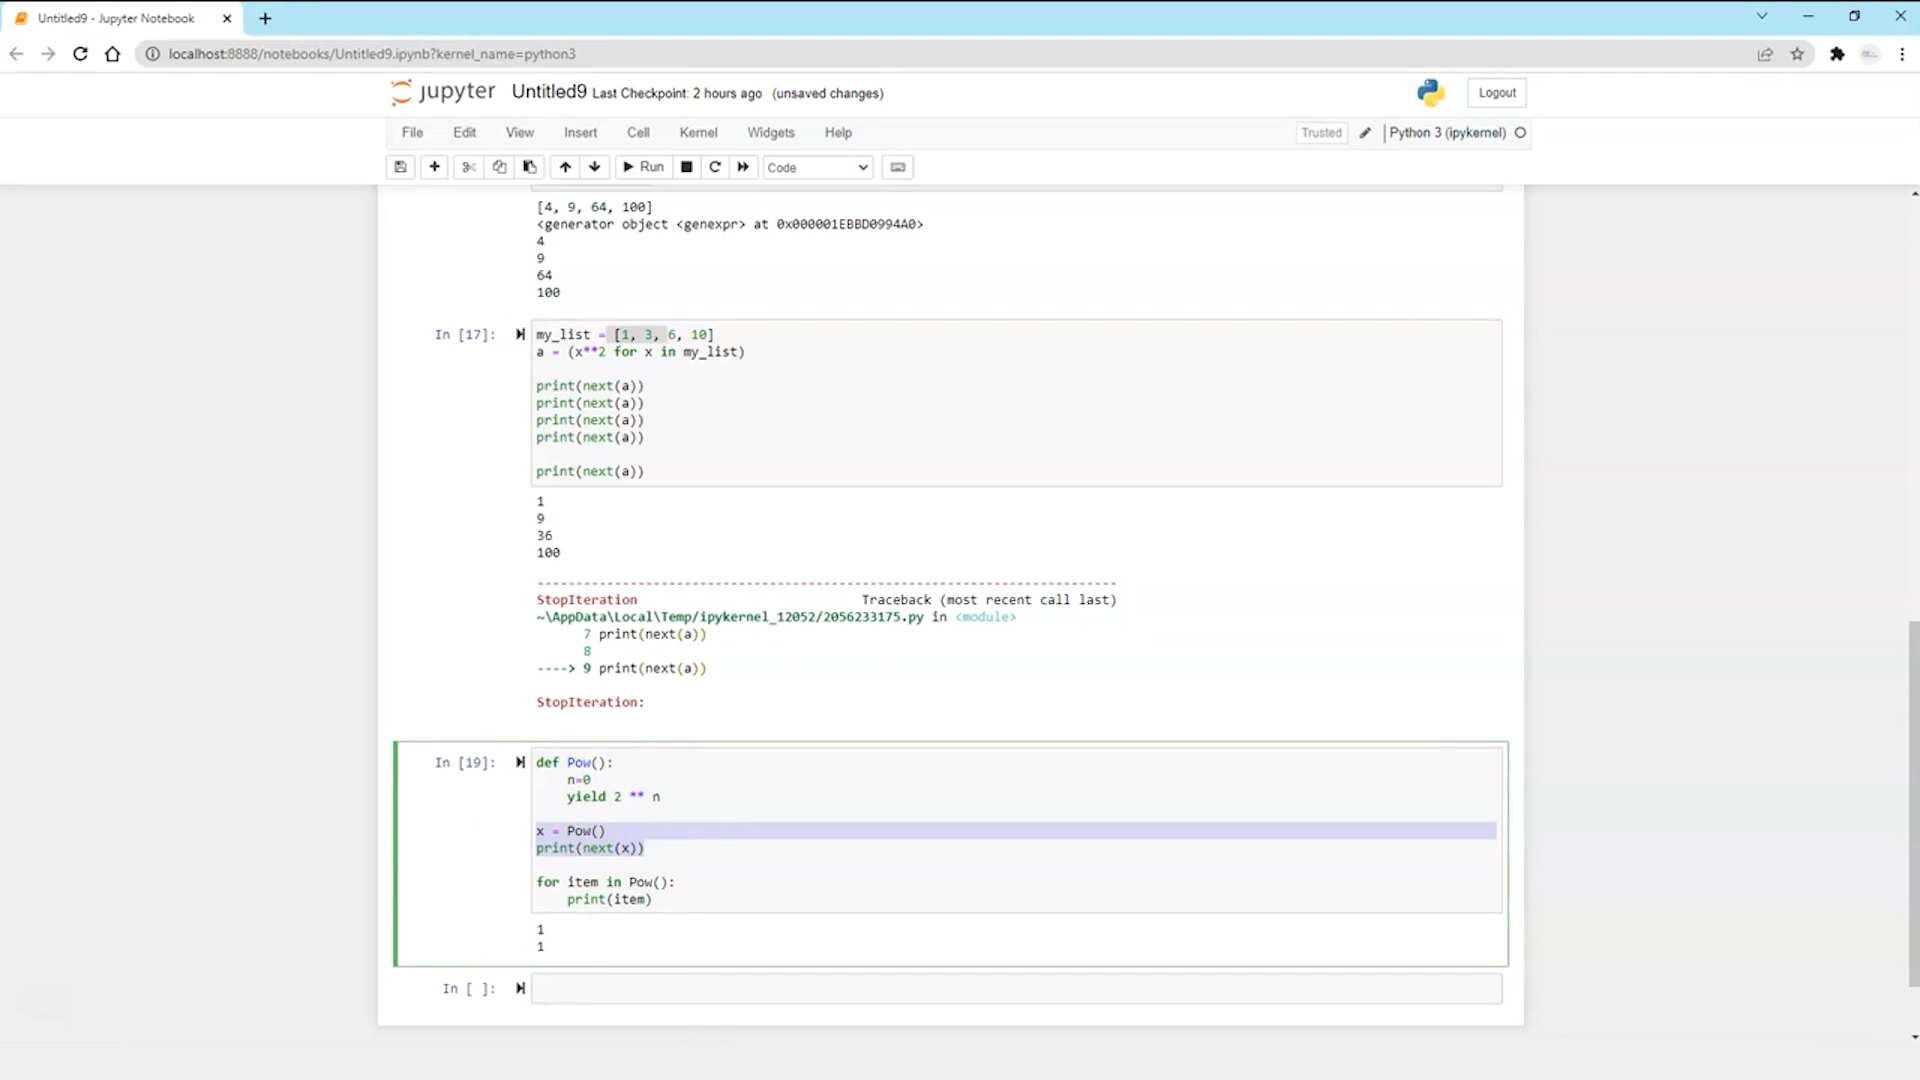 Untitled9 - Jupyter Notebook
localhost:8888/notebooks/Untitled9.ipynb?kernel_name=python3
jupyter Untitled9 Last Checkpoint: 2 hours ago (unsaved changes)
Logout
File Edit View Insert Cell Kernel Widgets Help
Trusted Python 3 (ipykernel)
Run Code
[4, 9, 64, 100]
<generator object <genexpr> at 0x000001EBBD0994A0>
4
9
64
100
In [17]:
my_list = [1, 3, 6, 10]
a = (x**2 for x in my_list)
print(next(a))
print(next(a))
print(next(a))
print(next(a))
print(next(a))
1
9
36
100
---------------------------------------------------------------------------
StopIteration Traceback (most recent call last)
~\AppData\Local\Temp/ipykernel_12052/2056233175.py in <module>
7 print(next(a))
8
----> 9 print(next(a))
StopIteration:
In [19]:
def Pow():
n=0
yield 2 ** n
x = Pow()
print(next(x))
for item in Pow():
print(item)
1
1
In [ ]: